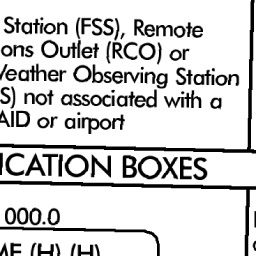 Station (FSS), Remote
ons Outlet (RCO) or
Weather Observing Station
S) not associated with a
AID or airport
ICATION BOXES
000.0
ME (H) (H)